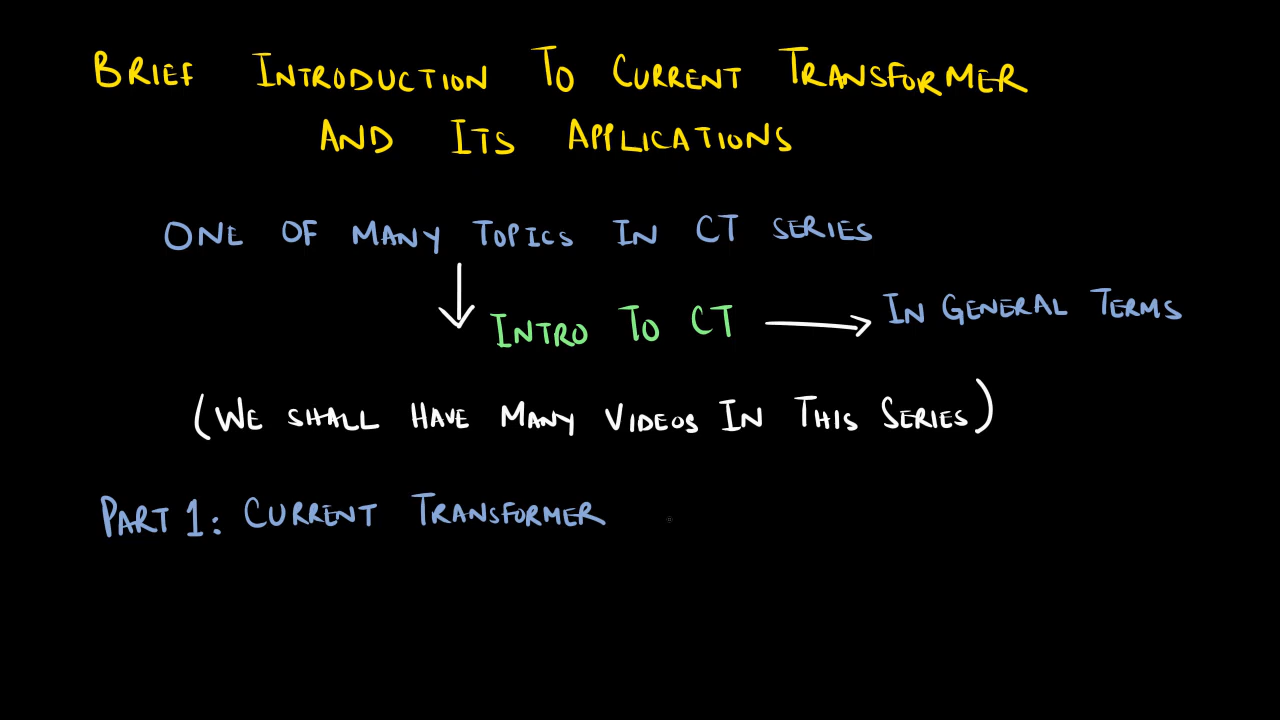 BRIEF INTRODUCTION TO CURRENT TRANSFORMER
AND ITS APPLICATIONS
ONE OF MANY TOPICS IN CT SERIES
INTRO TO CT
IN GENERAL TERMS
(WE SHALL HAVE MANY VIDEOS IN THIS SERIES)
PART 1: CURRENT TRANSFORMER